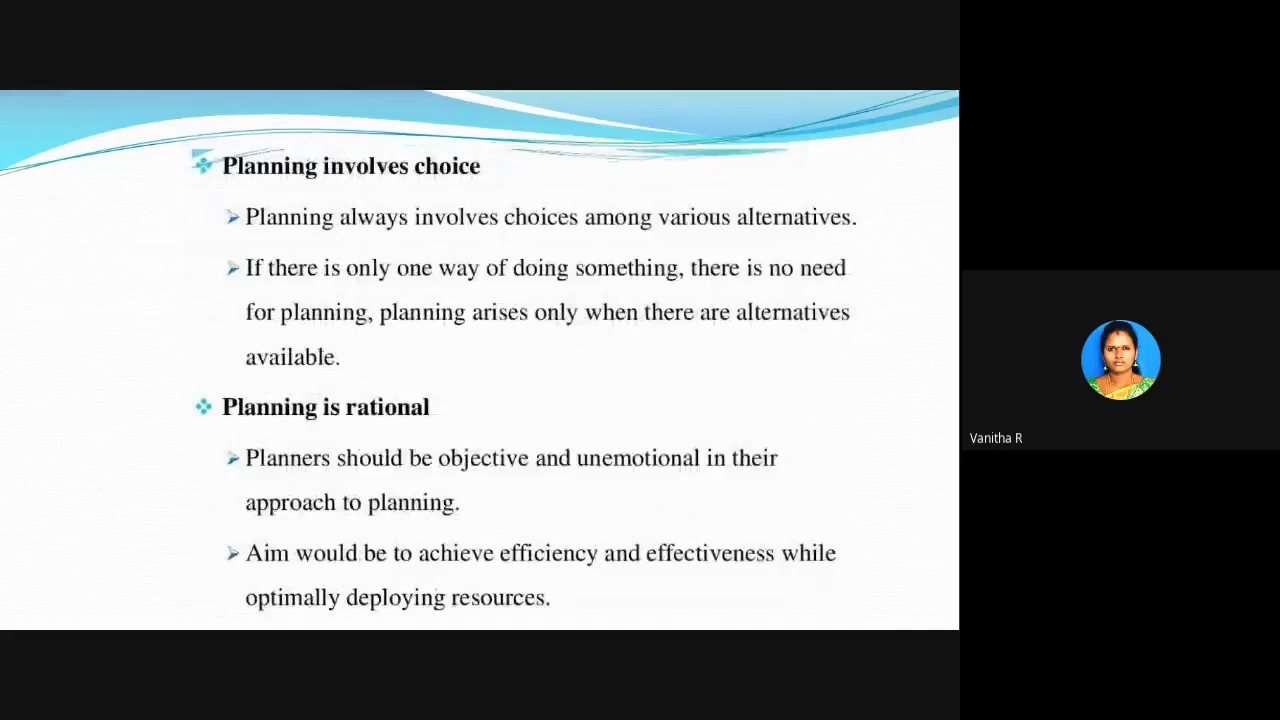 Planning involves choice
Planning always involves choices among various alternatives.
If there is only one way of doing something, there is no need
for planning, planning arises only when there are alternatives
available.
Planning is rational
Planners should be objective and unemotional in their
approach to planning.
Aim would be to achieve efficiency and effectiveness while
optimally deploying resources.
Vanitha R